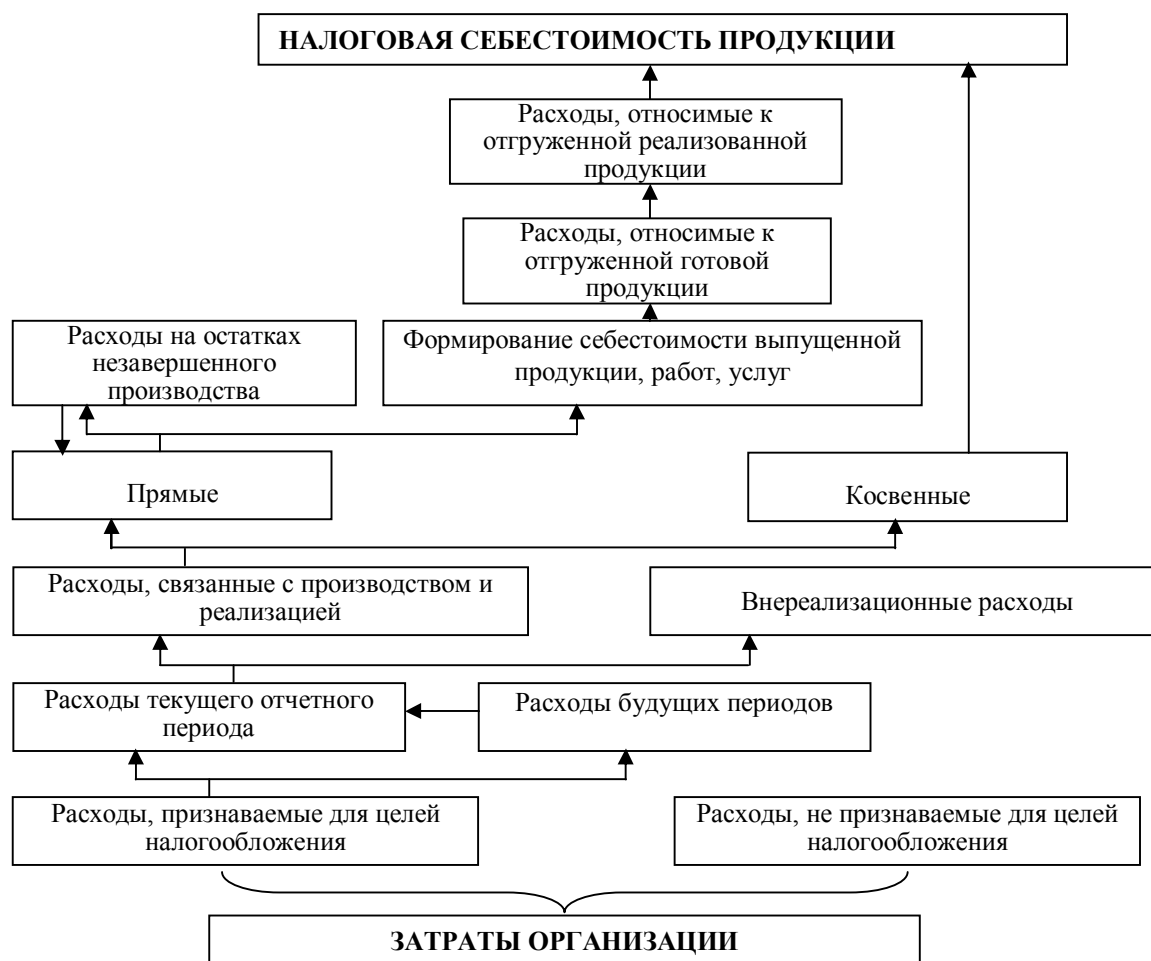 НАЛОГОВАЯ СЕБЕСТОИМОСТЬ ПРОДУКЦИИ
Расходы, относимые к
отгруженной реализованной
продукции
Расходы, относимые к
отгруженной готовой
продукции
Расходы на остатках
незавершенного
производства
Формирование себестоимости выпущенной
продукции, работ, услуг
Прямые
Косвенные
Расходы, связанные с производством и
реализацией
Внереализационные расходы
Расходы текущего отчетного
периода
Расходы будущих периодов
Расходы, признаваемые для целей
налогообложения
Расходы, не признаваемые для целей
налогообложения
ЗАТРАТЫ ОРГАНИЗАЦИИ